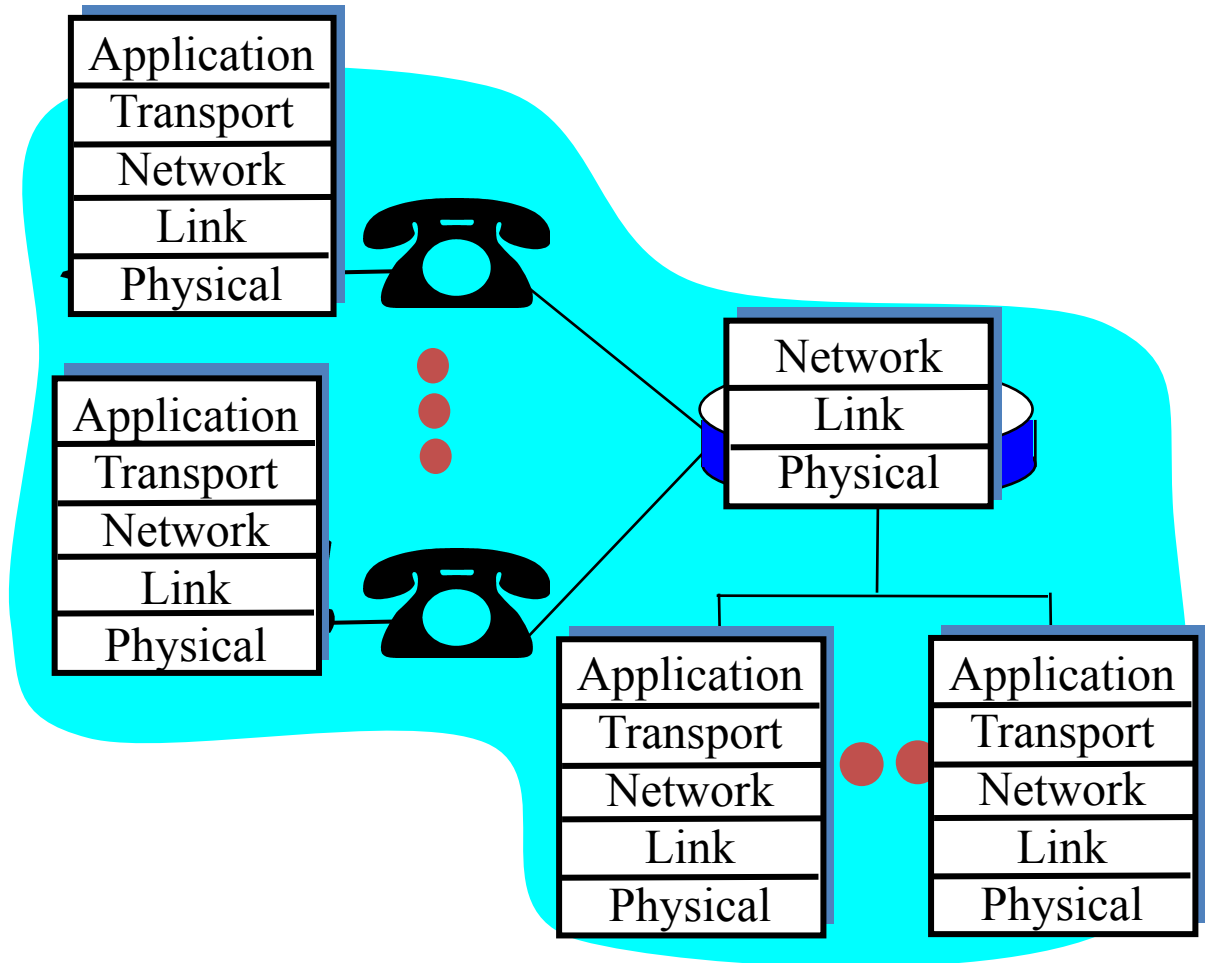 Application
Transport
Network
Link
Physical
Application
Transport
Network
Link
Physical
Network
Link
Physical
Application
Transport
Network
Link
Physical
Application
Transport
Network
Link
Physical